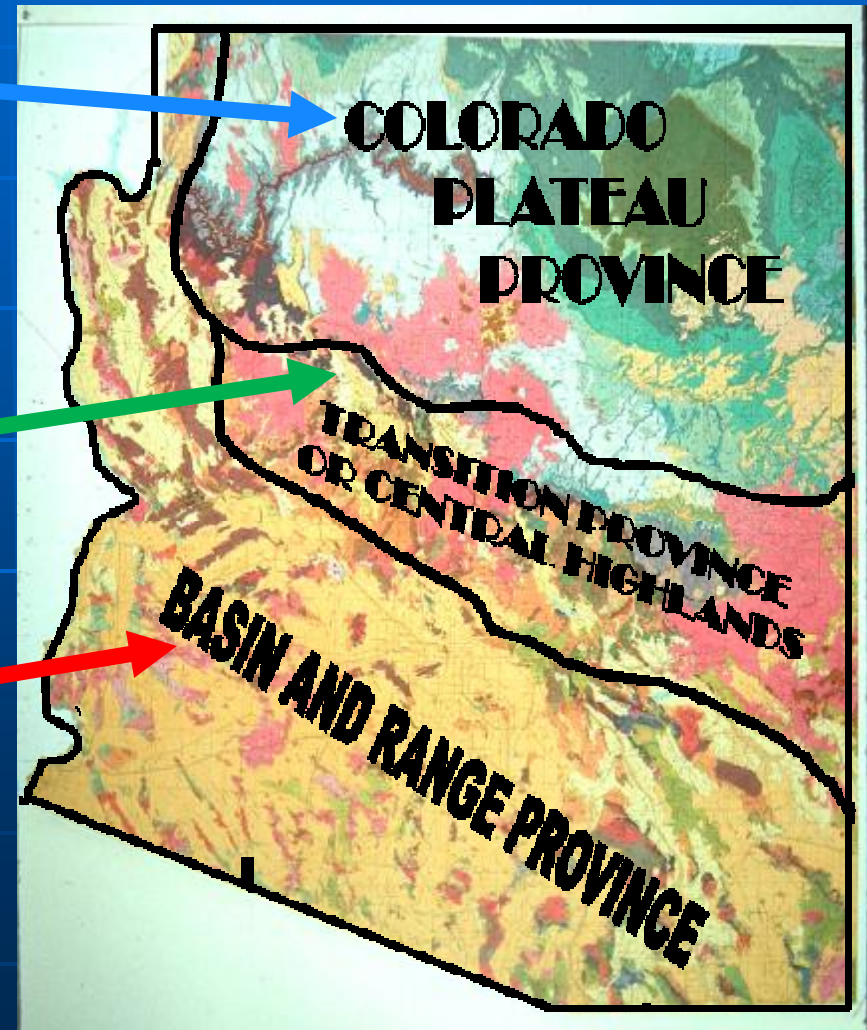 COLORADO
PLATEAU
PROVINCE
TRANSITION PROVINCE
OR CENTRAL HIGHLANDS
BASIN AND RANGE PROVINCE